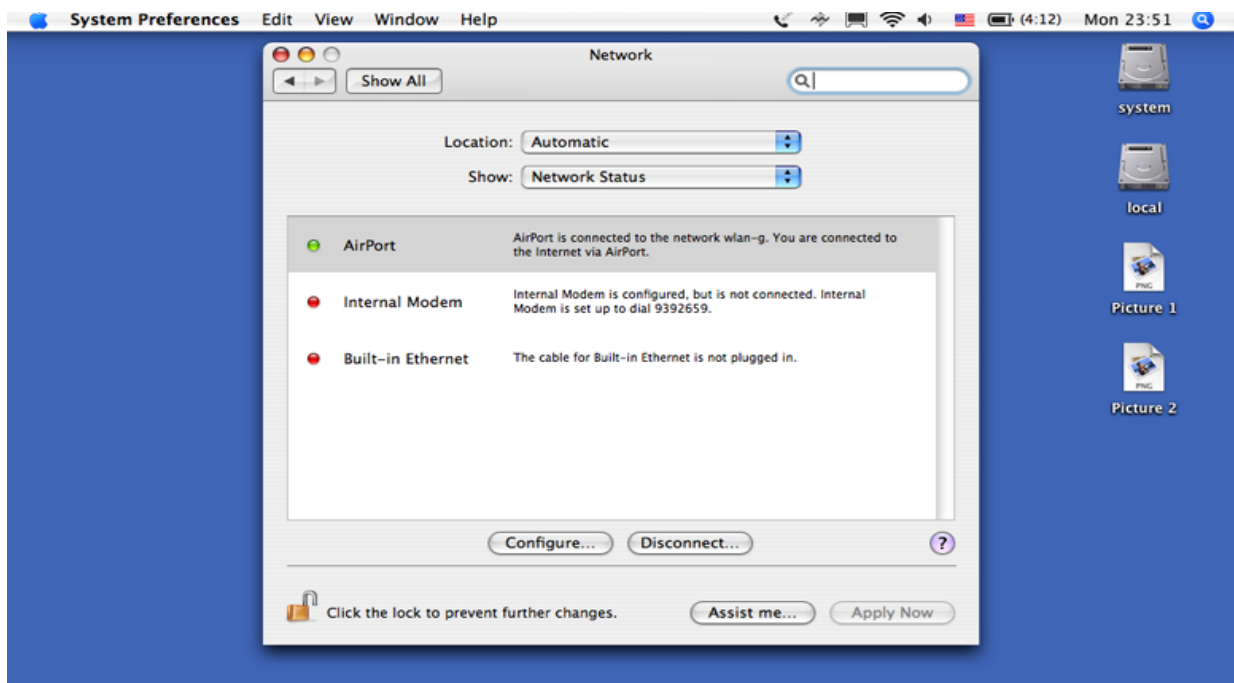 System Preferences Edit View Window Help (4:12) Mon 23:51
Network
Show All
Location: Automatic
Show: Network Status
AirPort
AirPort is connected to the network wlan-g. You are connected to
the Internet via AirPort.
Internal Modem
Internal Modem is configured, but is not connected. Internal
Modem is set up to dial 9392659.
Built-in Ethernet
The cable for Built-in Ethernet is not plugged in.
Configure... Disconnect... ?
Click the lock to prevent further changes. Assist me... Apply Now
system
local
PNG
Picture 1
PNG
Picture 2